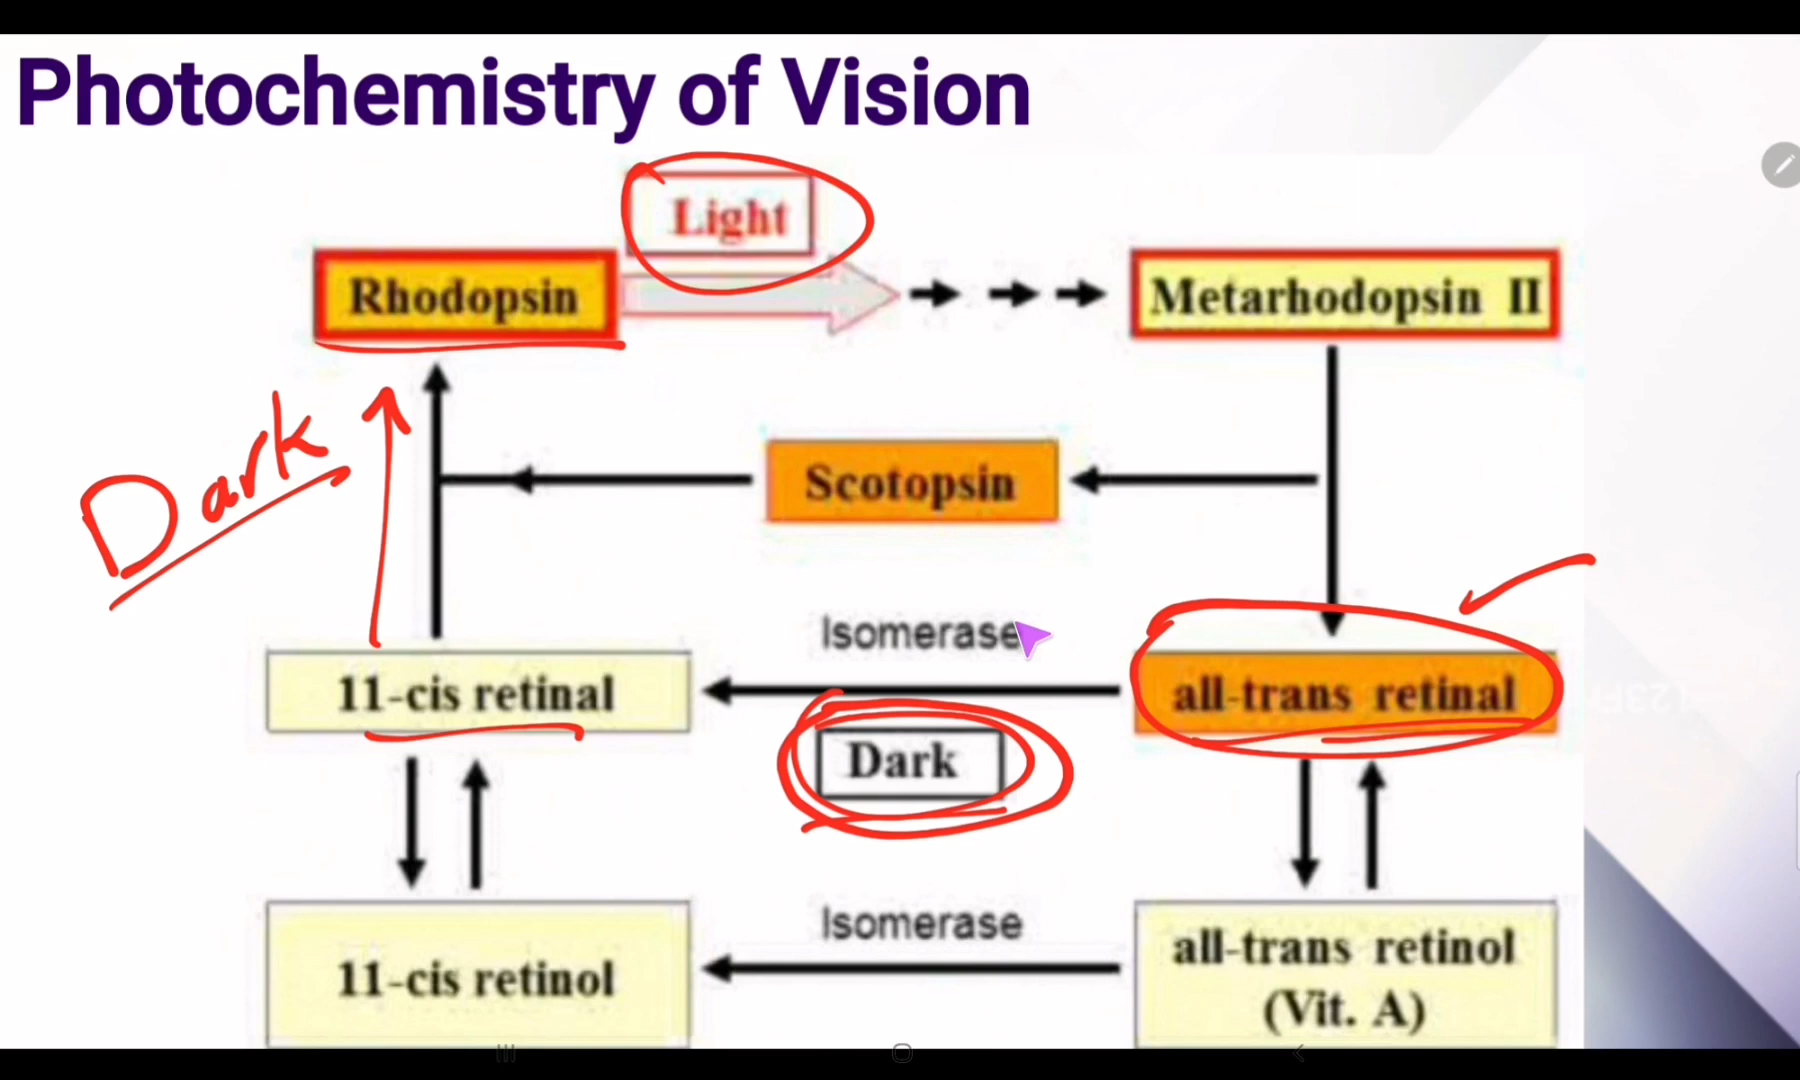 Photochemistry of Vision
Light
Rhodopsin
Metarhodopsin II
Dark
Scotopsin
Isomerase
11-cis retinal
all-trans retinal
Dark
Isomerase
11-cis retinol
all-trans retinol
(Vit. A)